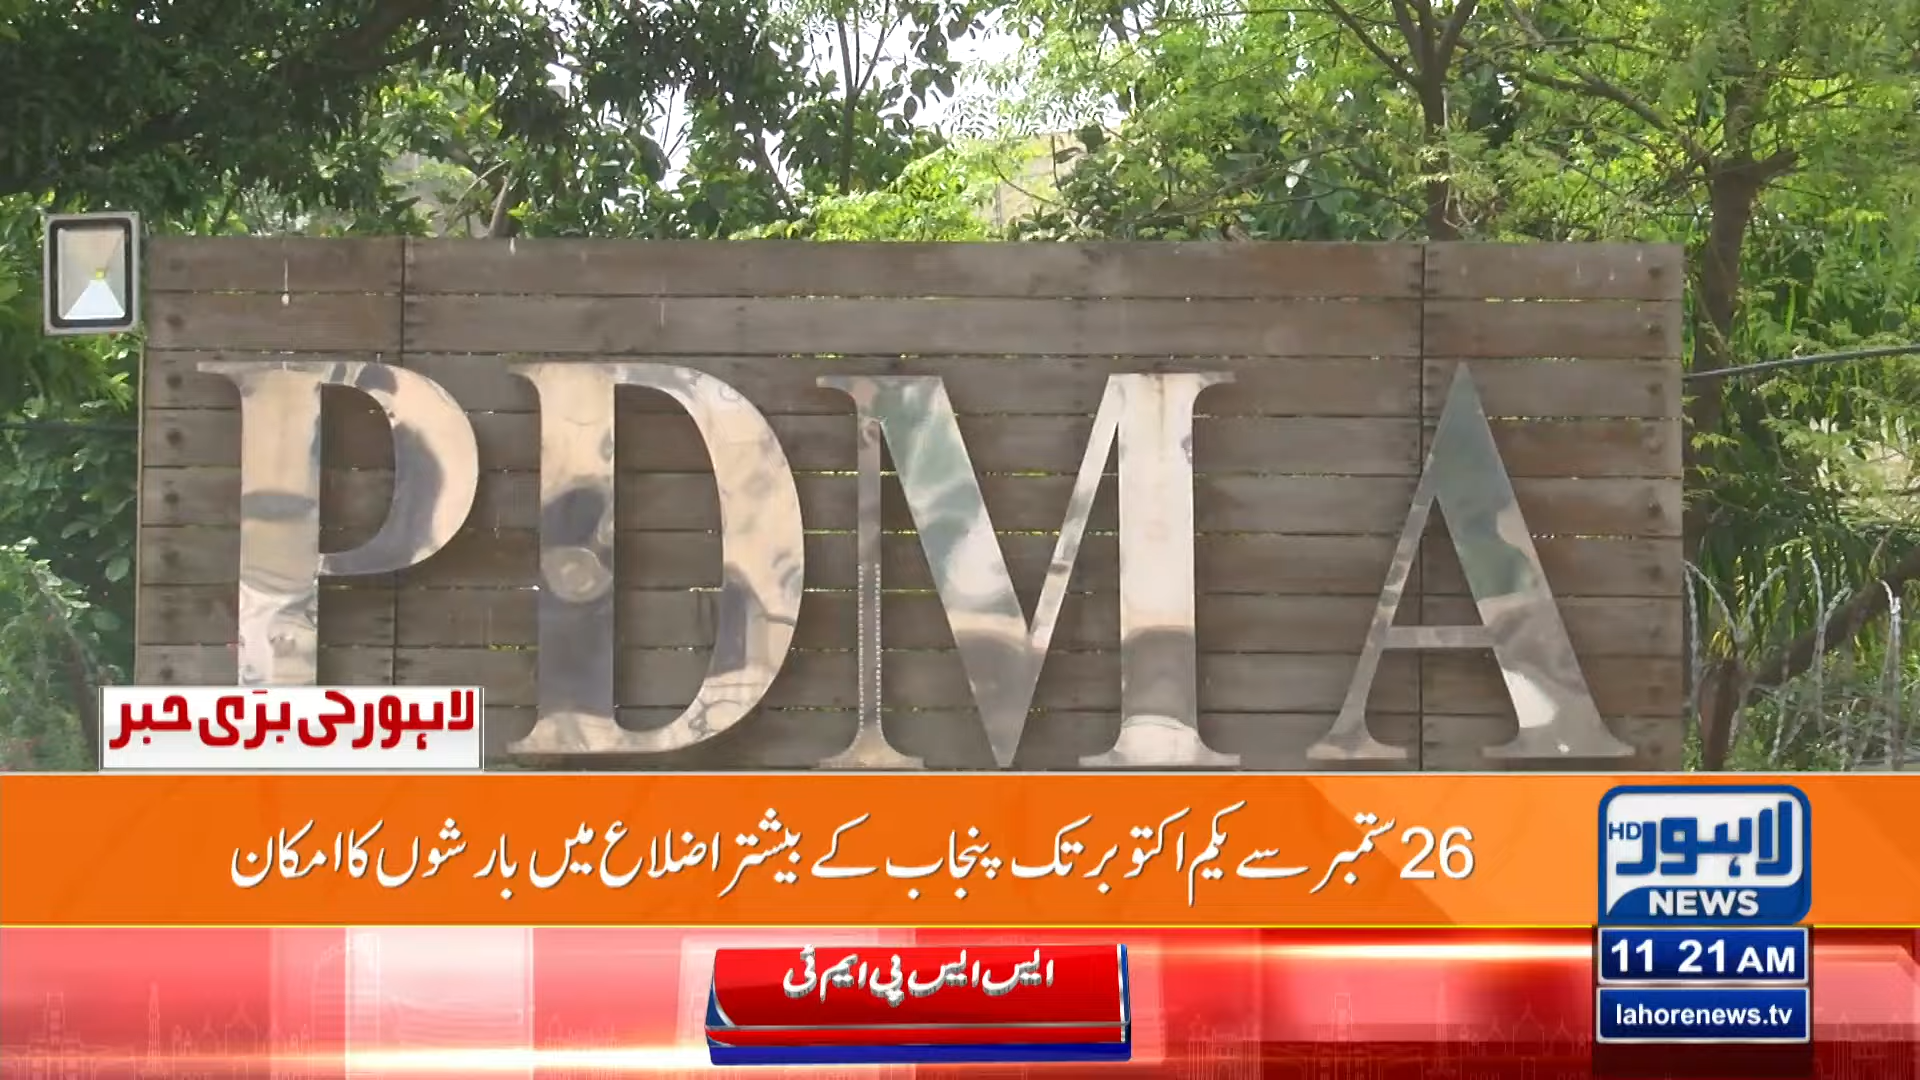 PDMA
لاہور کی بڑی خبر
26 ستمبر سے یکم اکتوبر تک پنجاب کے بیشتر اضلاع میں بارشوں کا امکان
لاہور
HD
NEWS
11 21 AM
ایس ایس پی ایم ٹی
lahorenews.tv